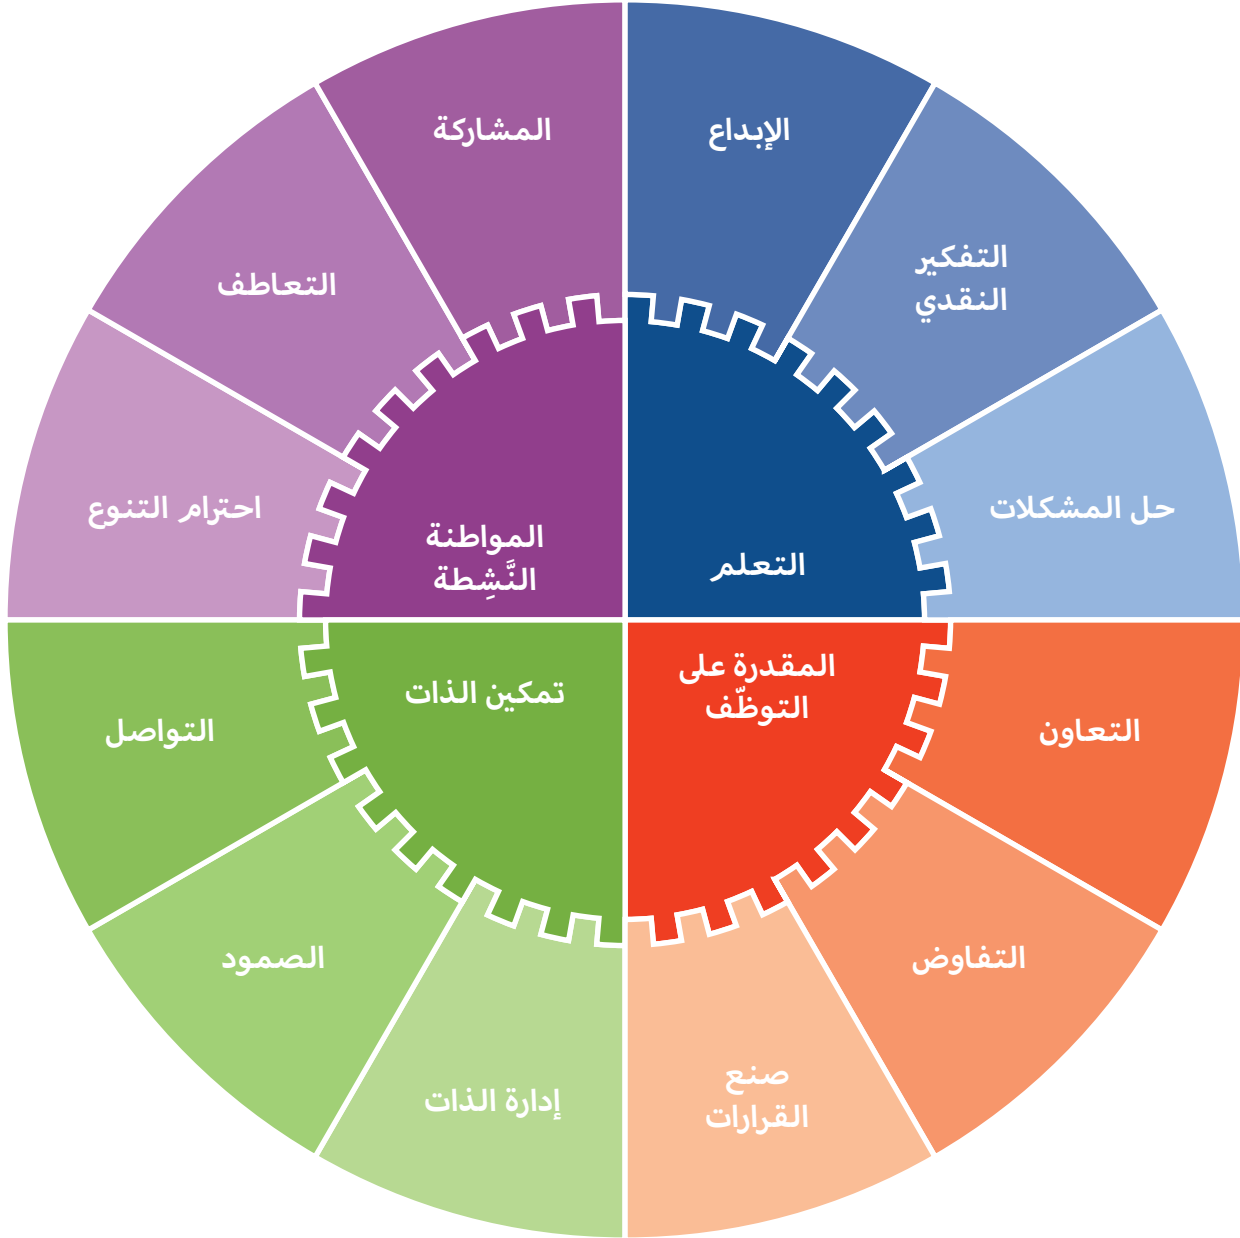 المشاركة
الإبداع
التعاطف
التفكير
النقدي
احترام التنوع
حل المشكلات
المواطنة
النَّشِطة
التعلم
تمكين الذات
المقدرة على
التوظّف
التواصل
التعاون
الصمود
التفاوض
إدارة الذات
صنع
القرارات